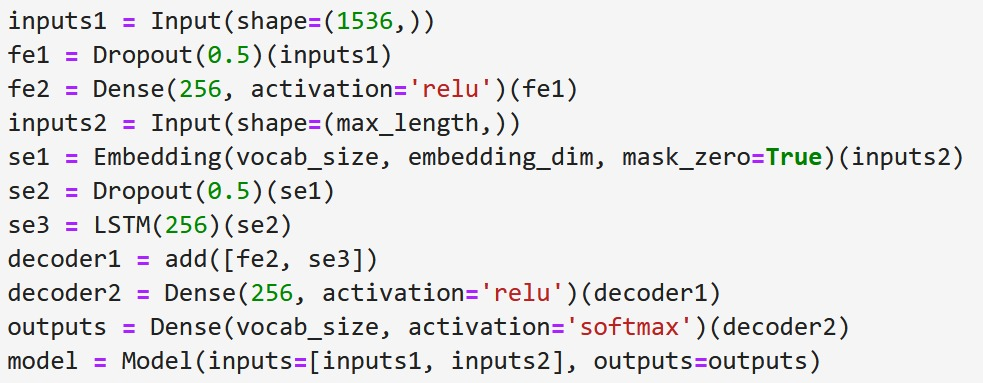 inputs1 = Input(shape=(1536,))
fe1 = Dropout(0.5)(inputs1)
fe2 = Dense(256, activation='relu')(fe1)
inputs2 = Input(shape=(max_length,))
se1 = Embedding(vocab_size, embedding_dim, mask_zero=True)(inputs2)
se2 = Dropout(0.5)(se1)
se3 = LSTM(256)(se2)
decoder1 = add([fe2, se3])
decoder2 = Dense(256, activation='relu')(decoder1)
outputs = Dense(vocab_size, activation='softmax')(decoder2)
model = Model(inputs=[inputs1, inputs2], outputs=outputs)